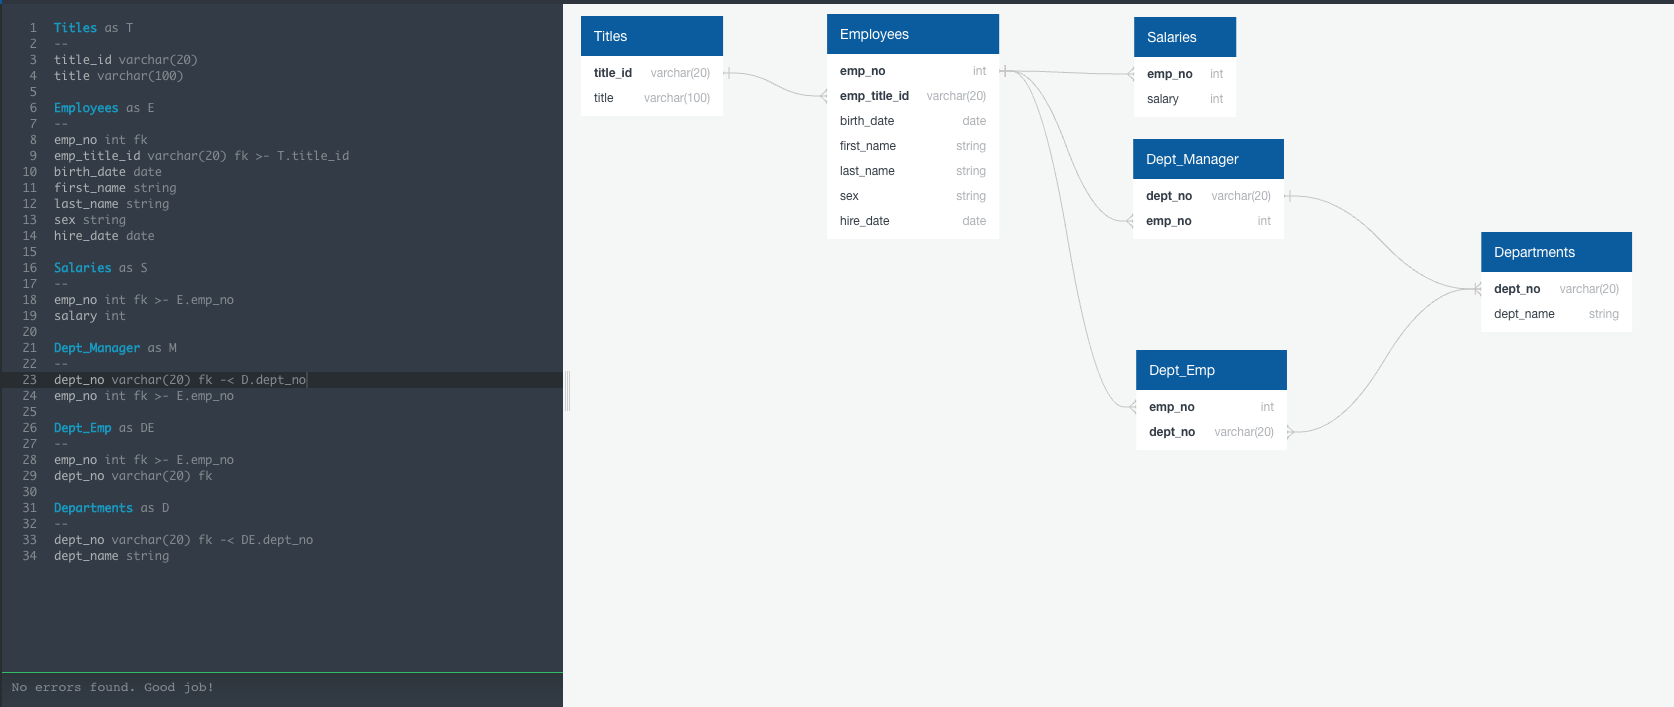 1 Titles as T
2 --
3 title_id varchar(20)
4 title varchar(100)
5
6 Employees as E
7 --
8 emp_no int fk
9 emp_title_id varchar(20) fk >- T.title_id
10 birth_date date
11 first_name string
12 last_name string
13 sex string
14 hire_date date
15
16 Salaries as S
17 --
18 emp_no int fk >- E.emp_no
19 salary int
20
21 Dept_Manager as M
22 --
23 dept_no varchar(20) fk -< D.dept_no
24 emp_no int fk >- E.emp_no
25
26 Dept_Emp as DE
27 --
28 emp_no int fk >- E.emp_no
29 dept_no varchar(20) fk
30
31 Departments as D
32 --
33 dept_no varchar(20) fk -< DE.dept_no
34 dept_name string
No errors found. Good job!
Titles
title_id varchar(20)
title varchar(100)
Employees
emp_no int
emp_title_id varchar(20)
birth_date date
first_name string
last_name string
sex string
hire_date date
Salaries
emp_no int
salary int
Dept_Manager
dept_no varchar(20)
emp_no int
Departments
dept_no varchar(20)
dept_name string
Dept_Emp
emp_no int
dept_no varchar(20)